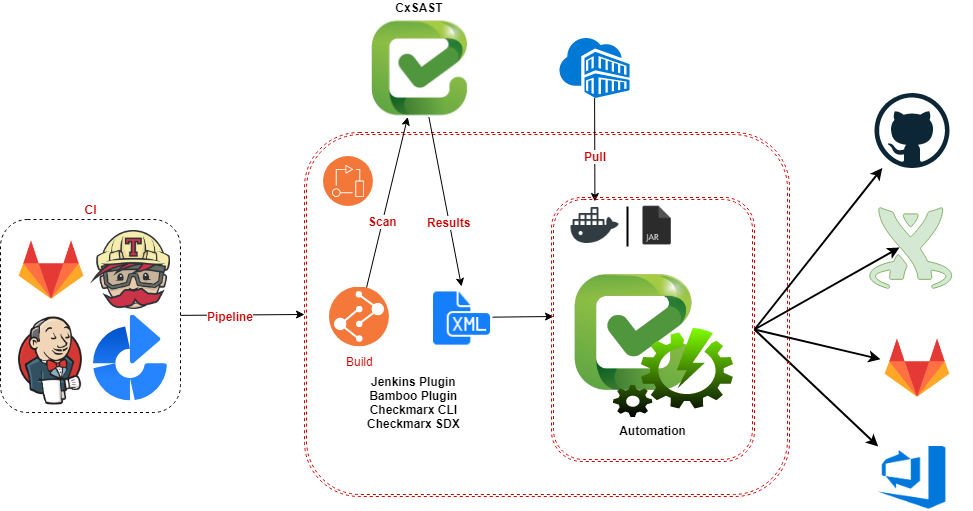 CxSAST
Pull
CI
Scan
Results
JAR
T
Pipeline
XML
Build
Jenkins Plugin
Bamboo Plugin
Checkmarx CLI
Checkmarx SDX
Automation